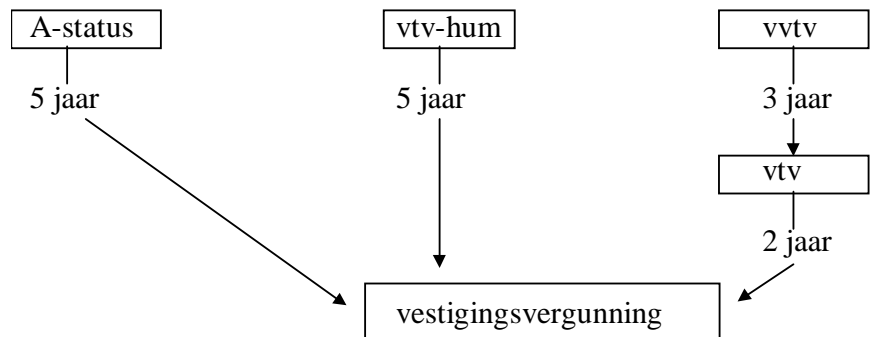 A-status vtv-hum vvtv
5 jaar 5 jaar 3 jaar
vtv
2 jaar
vestigingsvergunning